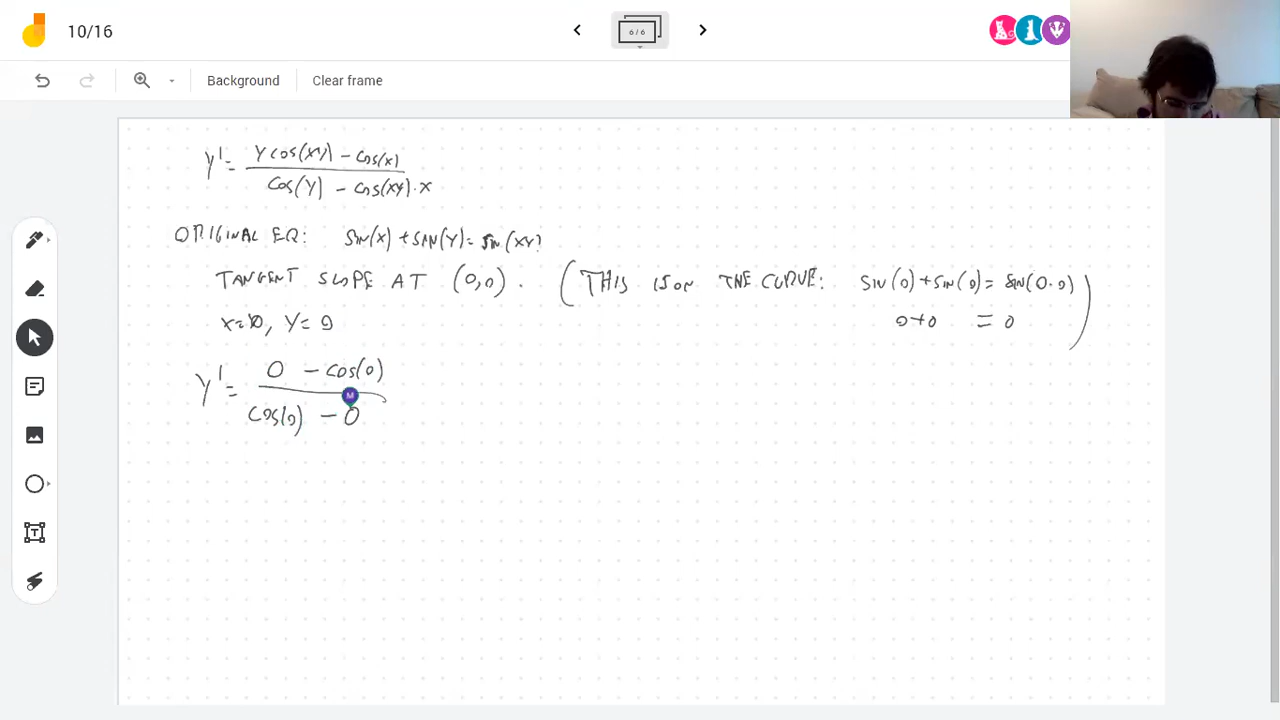 10/16
6 / 6
Background
Clear frame
Y' = Y cos(XY) - cos(x) / cos(Y) - cos(XY) · X
ORIGINAL EQ: SIN(X) + SIN(Y) = SIN(XY)
TANGENT SLOPE AT (0,0). (THIS IS ON THE CURVE: SIN(0) + SIN(0) = SIN(0·0)
X=0, Y=0 0+0 = 0)
Y' = 0 - cos(0) / cos(0) - 0
M